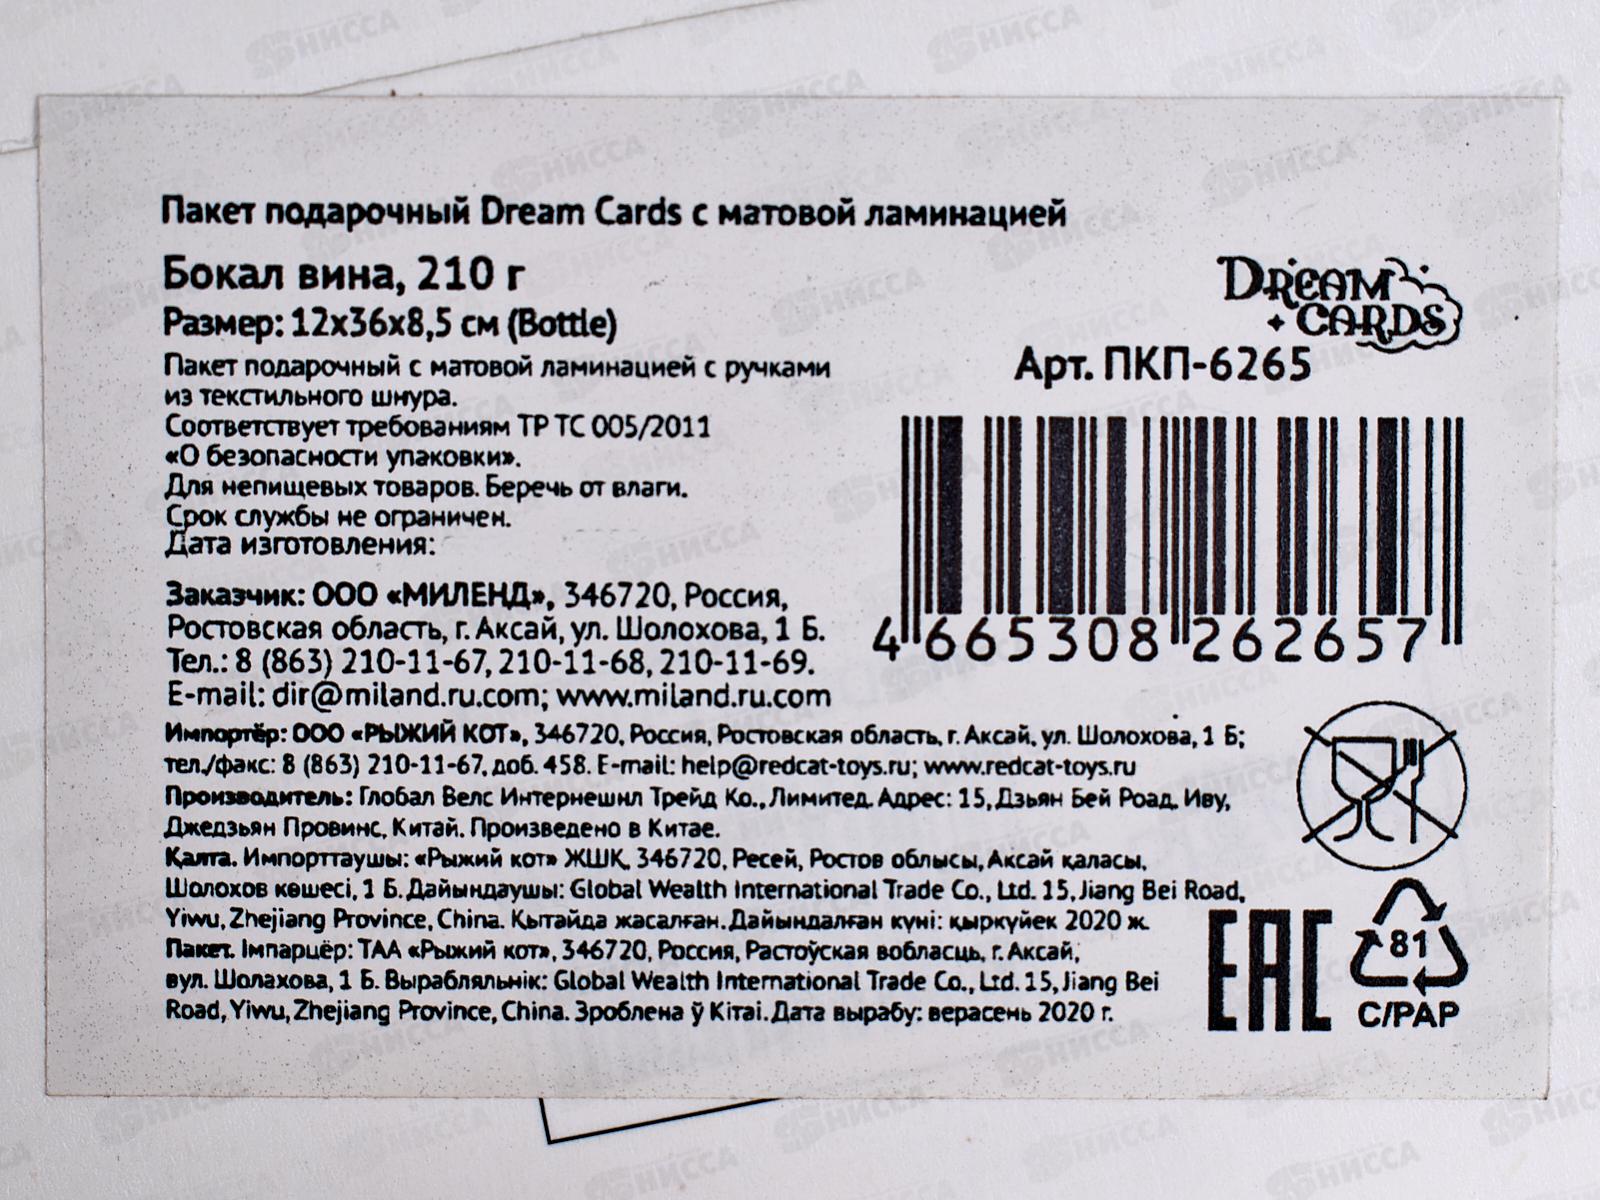 Пакет подарочный Dream Cards с матовой ламинацией
Бокал вина, 210 г
Размер: 12х36х8,5 см (Bottle)
Пакет подарочный с матовой ламинацией с ручками
из текстильного шнура.
Соответствует требованиям ТР ТС 005/2011
«О безопасности упаковки».
Для непищевых товаров. Беречь от влаги.
Срок службы не ограничен.
Дата изготовления:
DREAM
CARDS
Арт. ПКП-6265
4 665308 262657
Заказчик: ООО «МИЛЕНД», 346720, Россия,
Ростовская область, г. Аксай, ул. Шолохова, 1 Б.
Тел.: 8 (863) 210-11-67, 210-11-68, 210-11-69.
E-mail: dir@miland.ru.com; www.miland.ru.com
Импортёр: ООО «РЫЖИЙ КОТ», 346720, Россия, Ростовская область, г. Аксай, ул. Шолохова, 1 Б;
тел./факс: 8 (863) 210-11-67, доб. 458. E-mail: help@redcat-toys.ru; www.redcat-toys.ru
Производитель: Глобал Велс Интернешнл Трейд Ко., Лимитед. Адрес: 15, Дзьян Бей Роад, Иву,
Джедзьян Провинс, Китай. Произведено в Китае.
Қалта. Импорттаушы: «Рыжий кот» ЖШК, 346720, Ресей, Ростов облысы, Аксай қаласы,
Шолохов көшесі, 1 Б. Дайындаушы: Global Wealth International Trade Co., Ltd. 15, Jiang Bei Road,
Yiwu, Zhejiang Province, China. Қытайда жасалған. Дайындалған күні: қыркүйек 2020 ж.
Пакет. Імпарцёр: ТАА «Рыжий кот», 346720, Россия, Растоўская вобласць, г. Аксай,
вул. Шолахова, 1 Б. Вырабляльнік: Global Wealth International Trade Co., Ltd. 15, Jiang Bei
Road, Yiwu, Zhejiang Province, China. Зроблена ў Кітаі. Дата вырабу: верасень 2020 г.
EAC
81
C/PAP
НИССА